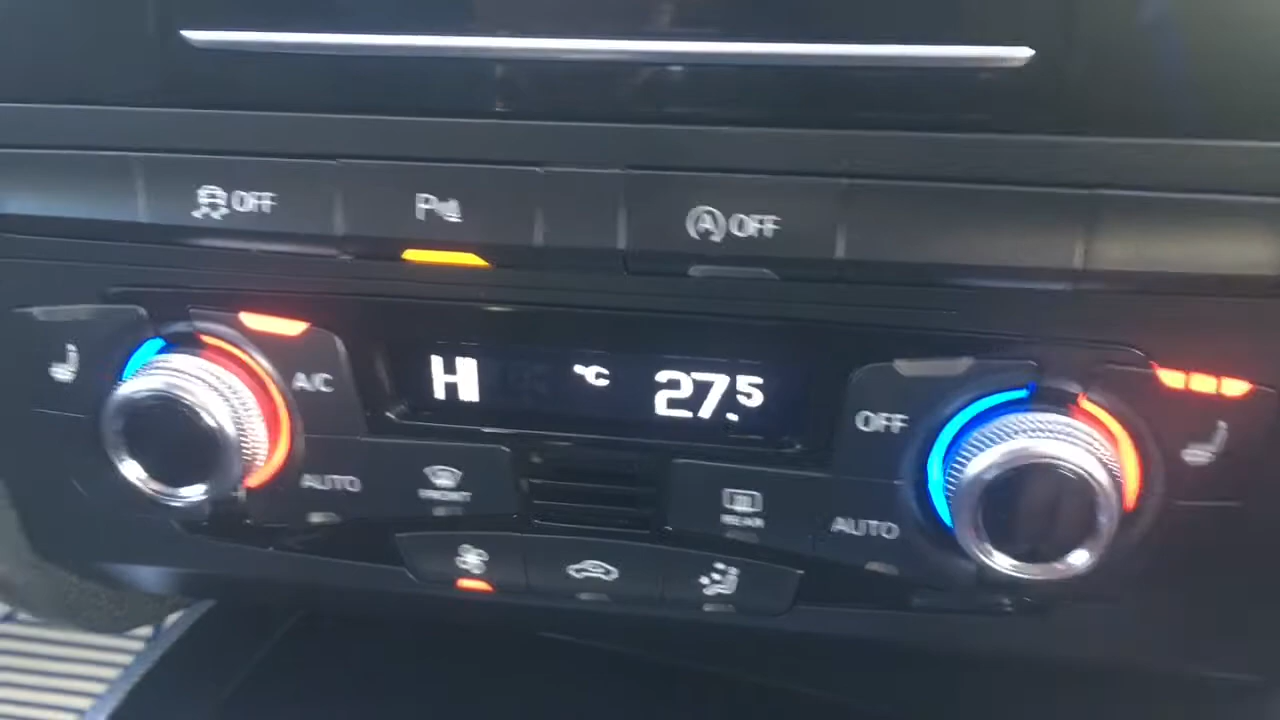 OFF
P
A OFF
A/C
HI °C 27.5
OFF
AUTO
FRONT
REAR
AUTO